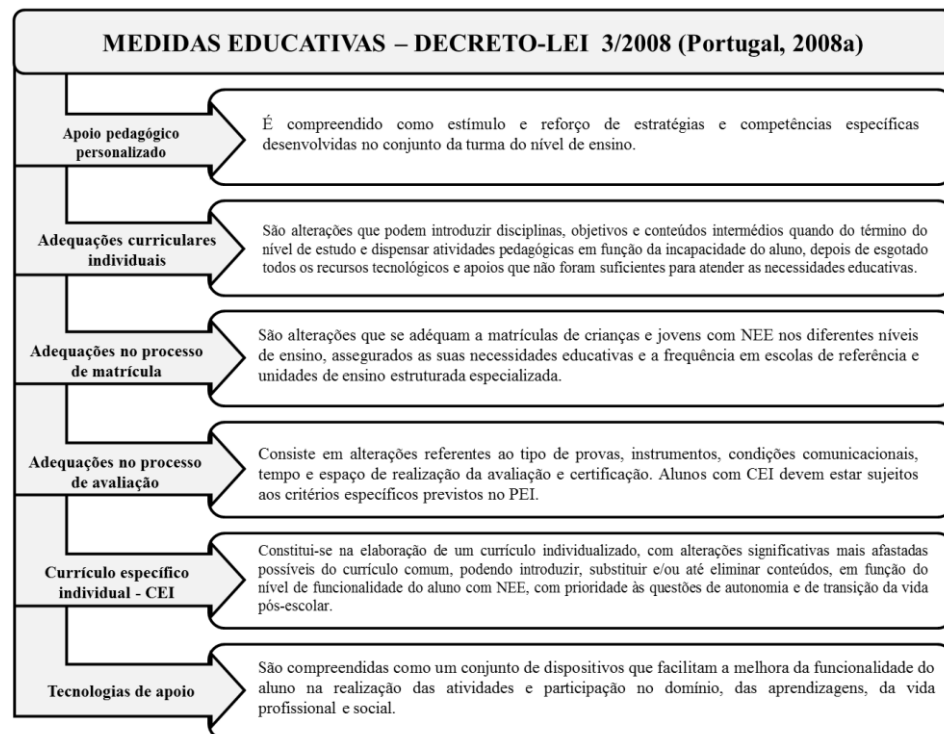 MEDIDAS EDUCATIVAS – DECRETO-LEI 3/2008 (Portugal, 2008a)
Apoio pedagógico
personalizado
É compreendido como estímulo e reforço de estratégias e competências específicas
desenvolvidas no conjunto da turma do nível de ensino.
Adequações curriculares
individuais
São alterações que podem introduzir disciplinas, objetivos e conteúdos intermédios quando do término do
nível de estudo e dispensar atividades pedagógicas em função da incapacidade do aluno, depois de esgotado
todos os recursos tecnológicos e apoios que não foram suficientes para atender as necessidades educativas.
Adequações no processo
de matrícula
São alterações que se adéquam a matrículas de crianças e jovens com NEE nos diferentes níveis
de ensino, assegurados as suas necessidades educativas e a frequência em escolas de referência e
unidades de ensino estruturada especializada.
Adequações no processo
de avaliação
Consiste em alterações referentes ao tipo de provas, instrumentos, condições comunicacionais,
tempo e espaço de realização da avaliação e certificação. Alunos com CEI devem estar sujeitos
aos critérios específicos previstos no PEI.
Currículo específico
individual - CEI
Constitui-se na elaboração de um currículo individualizado, com alterações significativas mais afastadas
possíveis do currículo comum, podendo introduzir, substituir e/ou até eliminar conteúdos, em função do
nível de funcionalidade do aluno com NEE, com prioridade às questões de autonomia e de transição da vida
pós-escolar.
Tecnologias de apoio
São compreendidas como um conjunto de dispositivos que facilitam a melhora da funcionalidade do
aluno na realização das atividades e participação no domínio, das aprendizagens, da vida
profissional e social.